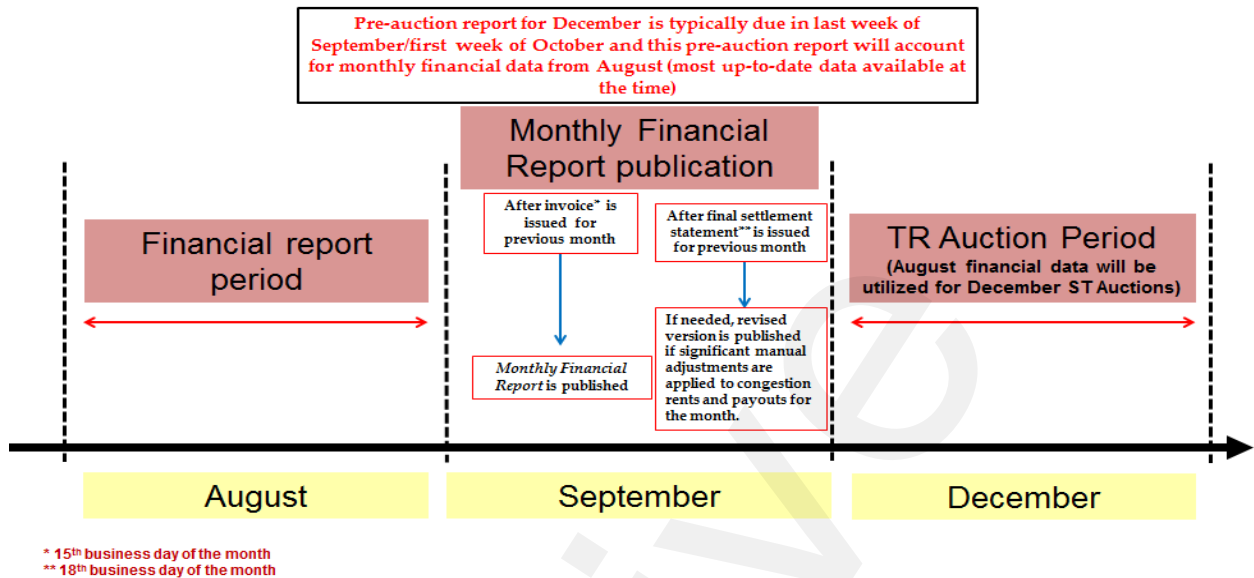 Pre-auction report for December is typically due in last week of
September/first week of October and this pre-auction report will account
for monthly financial data from August (most up-to-date data available at
the time)
Monthly Financial
Report publication
After invoice* is
issued for
previous month
After final settlement
statement** is issued
for previous month
Financial report
period
TR Auction Period
(August financial data will be
utilized for December ST Auctions)
Monthly Financial
Report is published
If needed, revised
version is published
if significant manual
adjustments are
applied to congestion
rents and payouts for
the month.
August
September
December
* 15th business day of the month
** 18th business day of the month